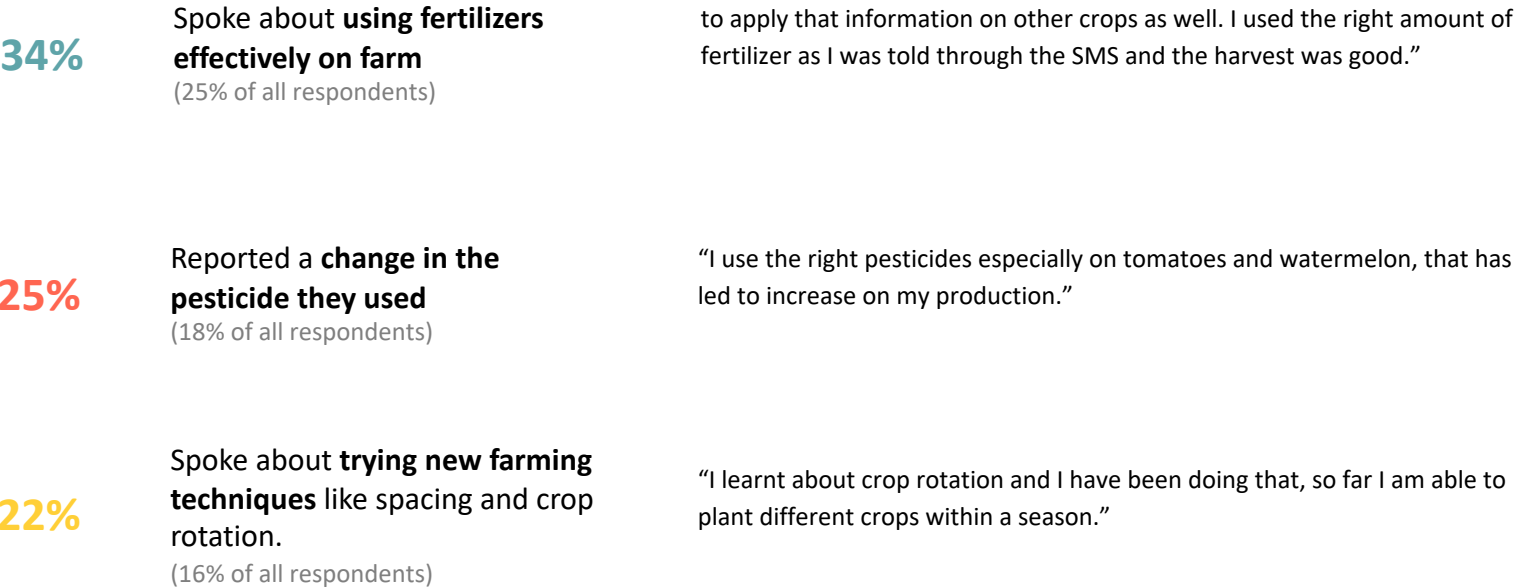 34%
Spoke about using fertilizers
effectively on farm
(25% of all respondents)
to apply that information on other crops as well. I used the right amount of
fertilizer as I was told through the SMS and the harvest was good.”
25%
Reported a change in the
pesticide they used
(18% of all respondents)
“I use the right pesticides especially on tomatoes and watermelon, that has
led to increase on my production.”
22%
Spoke about trying new farming
techniques like spacing and crop
rotation.
(16% of all respondents)
“I learnt about crop rotation and I have been doing that, so far I am able to
plant different crops within a season.”